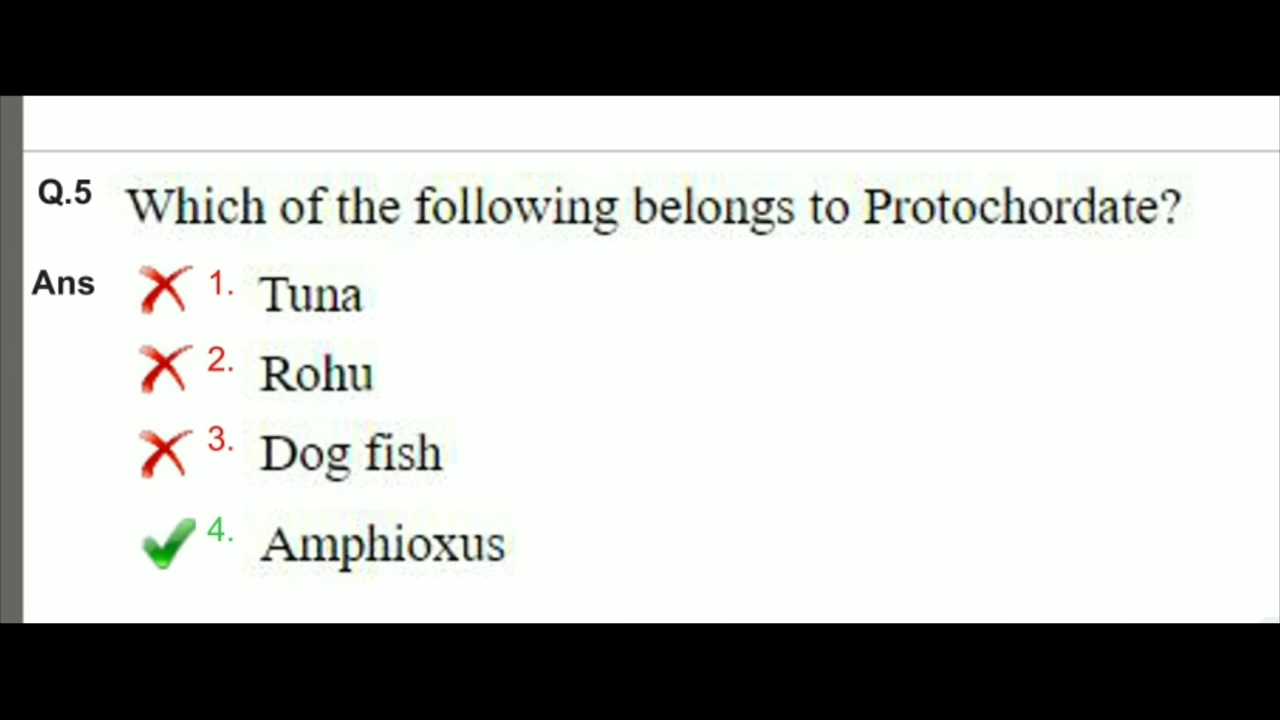 Q.5 Which of the following belongs to Protochordate?
Ans 1. Tuna
2. Rohu
3. Dog fish
4. Amphioxus